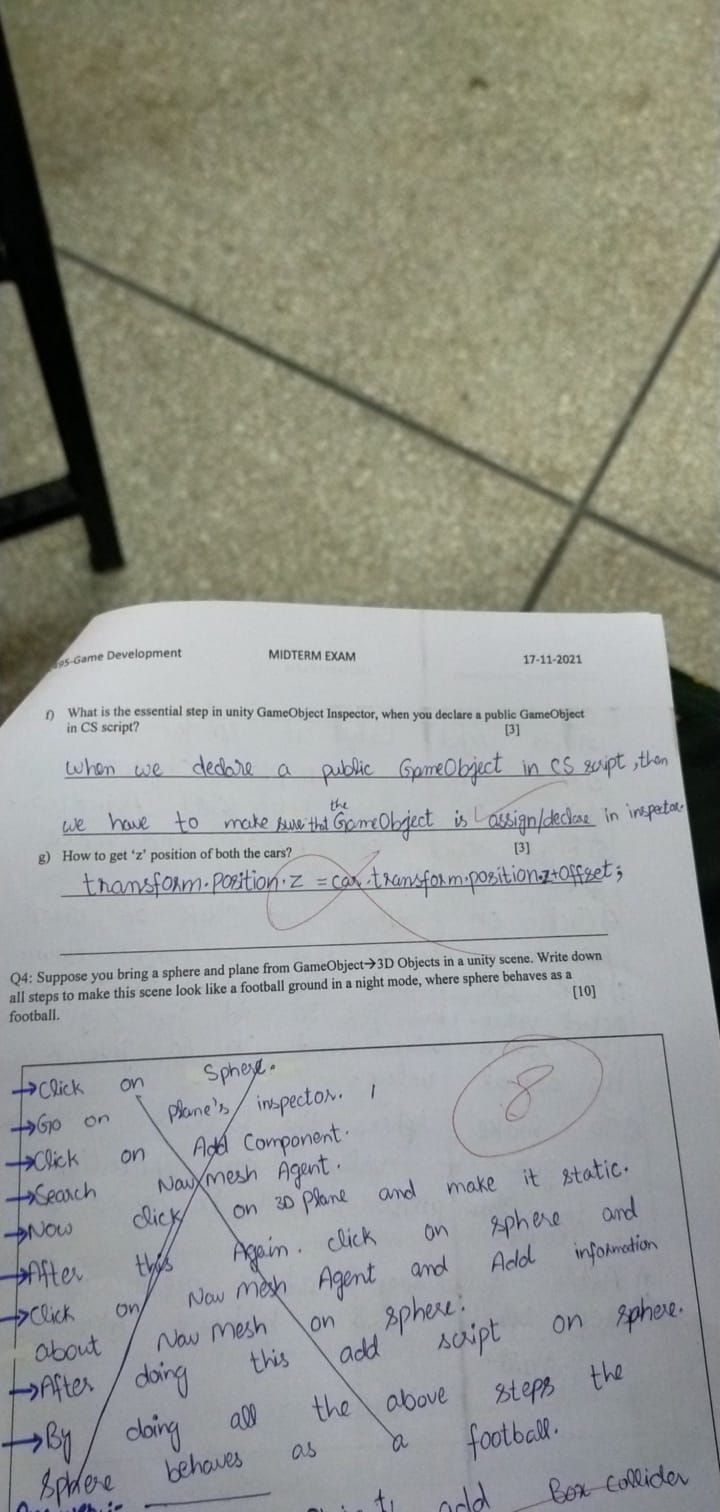 495-Game Development MIDTERM EXAM 17-11-2021
f) What is the essential step in unity GameObject Inspector, when you declare a public GameObject
in CS script? [3]
When we declare a public GameObject in CS script, then
we have to make sure that the GameObject is assign/declare in inspector.
g) How to get ‘z’ position of both the cars? [3]
transform.position.z = car.transform.position.z+offset;
Q4: Suppose you bring a sphere and plane from GameObject→3D Objects in a unity scene. Write down
all steps to make this scene look like a football ground in a night mode, where sphere behaves as a
football. [10]
8
→Click on Sphere.
→Go on plane's inspector.
→Click on Add Component.
→Search Nav mesh Agent.
→Now click on 3D plane and make it static.
→After this Again. click on sphere and
→Click on Nav mesh Agent and Add information
about Nav mesh on sphere.
→After doing this add script on sphere.
→By doing all the above steps the
sphere behaves as a football.
add Box collider